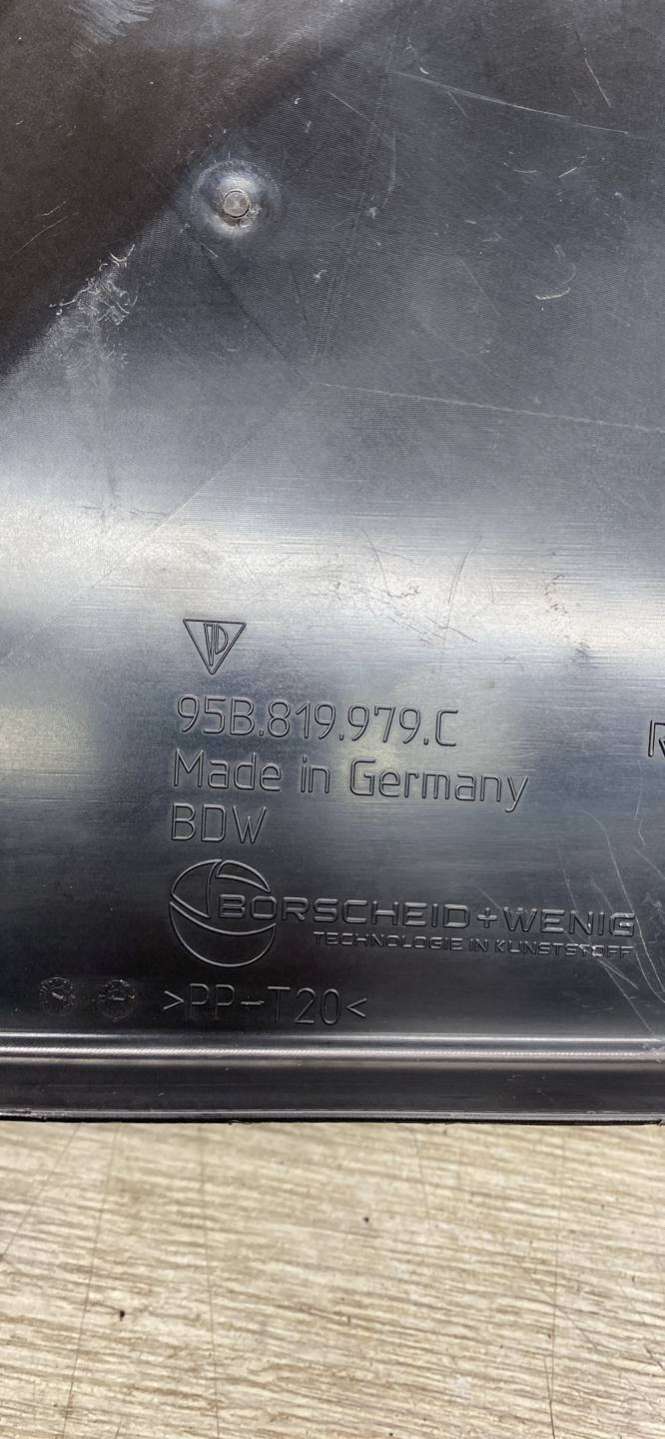 95B.819.979.C
Made in Germany
BDW
BORSCHEID+WENIG
TECHNOLOGIE IN KUNSTSTOFF
>PP-T20<